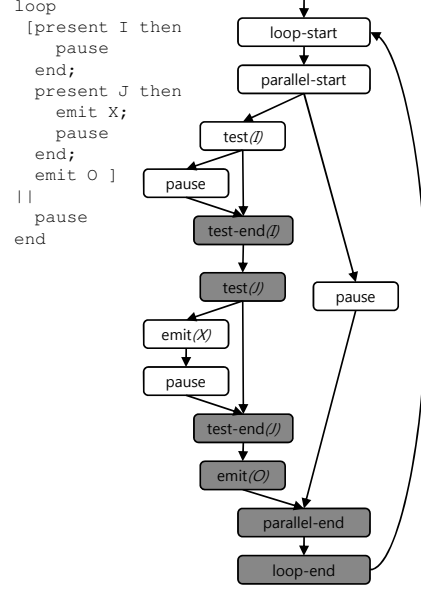 loop
[present I then
pause
end;
present J then
emit X;
pause
end;
emit O ]
||
pause
end
loop-start
parallel-start
test(I)
pause
test-end(I)
test(J)
pause
emit(X)
pause
test-end(J)
emit(O)
parallel-end
loop-end